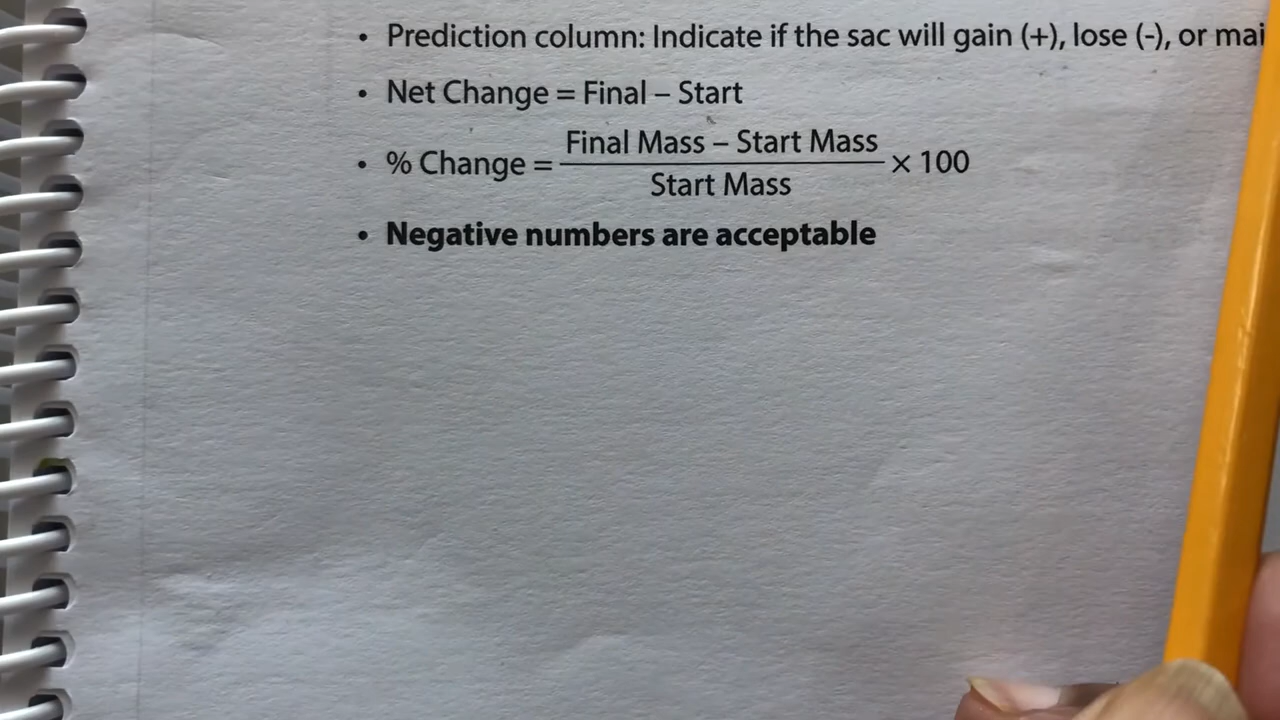 • Prediction column: Indicate if the sac will gain (+), lose (-), or
• Net Change = Final – Start
• % Change = Final Mass – Start Mass / Start Mass × 100
• Negative numbers are acceptable